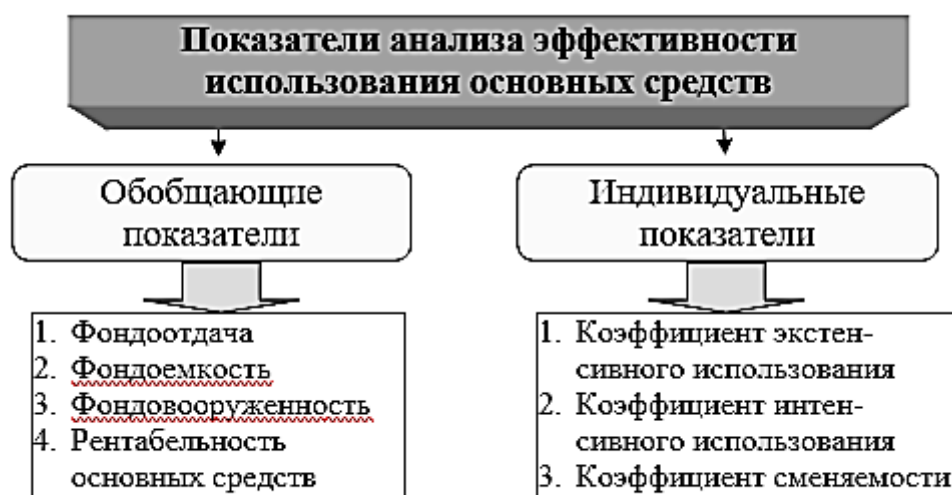 Показатели анализа эффективности
использования основных средств
Обобщающие
показатели
1. Фондоотдача
2. Фондоемкость
3. Фондовооруженность
4. Рентабельность
основных средств
Индивидуальные
показатели
1. Коэффициент экстен-
сивного использования
2. Коэффициент интен-
сивного использования
3. Коэффициент сменяемости